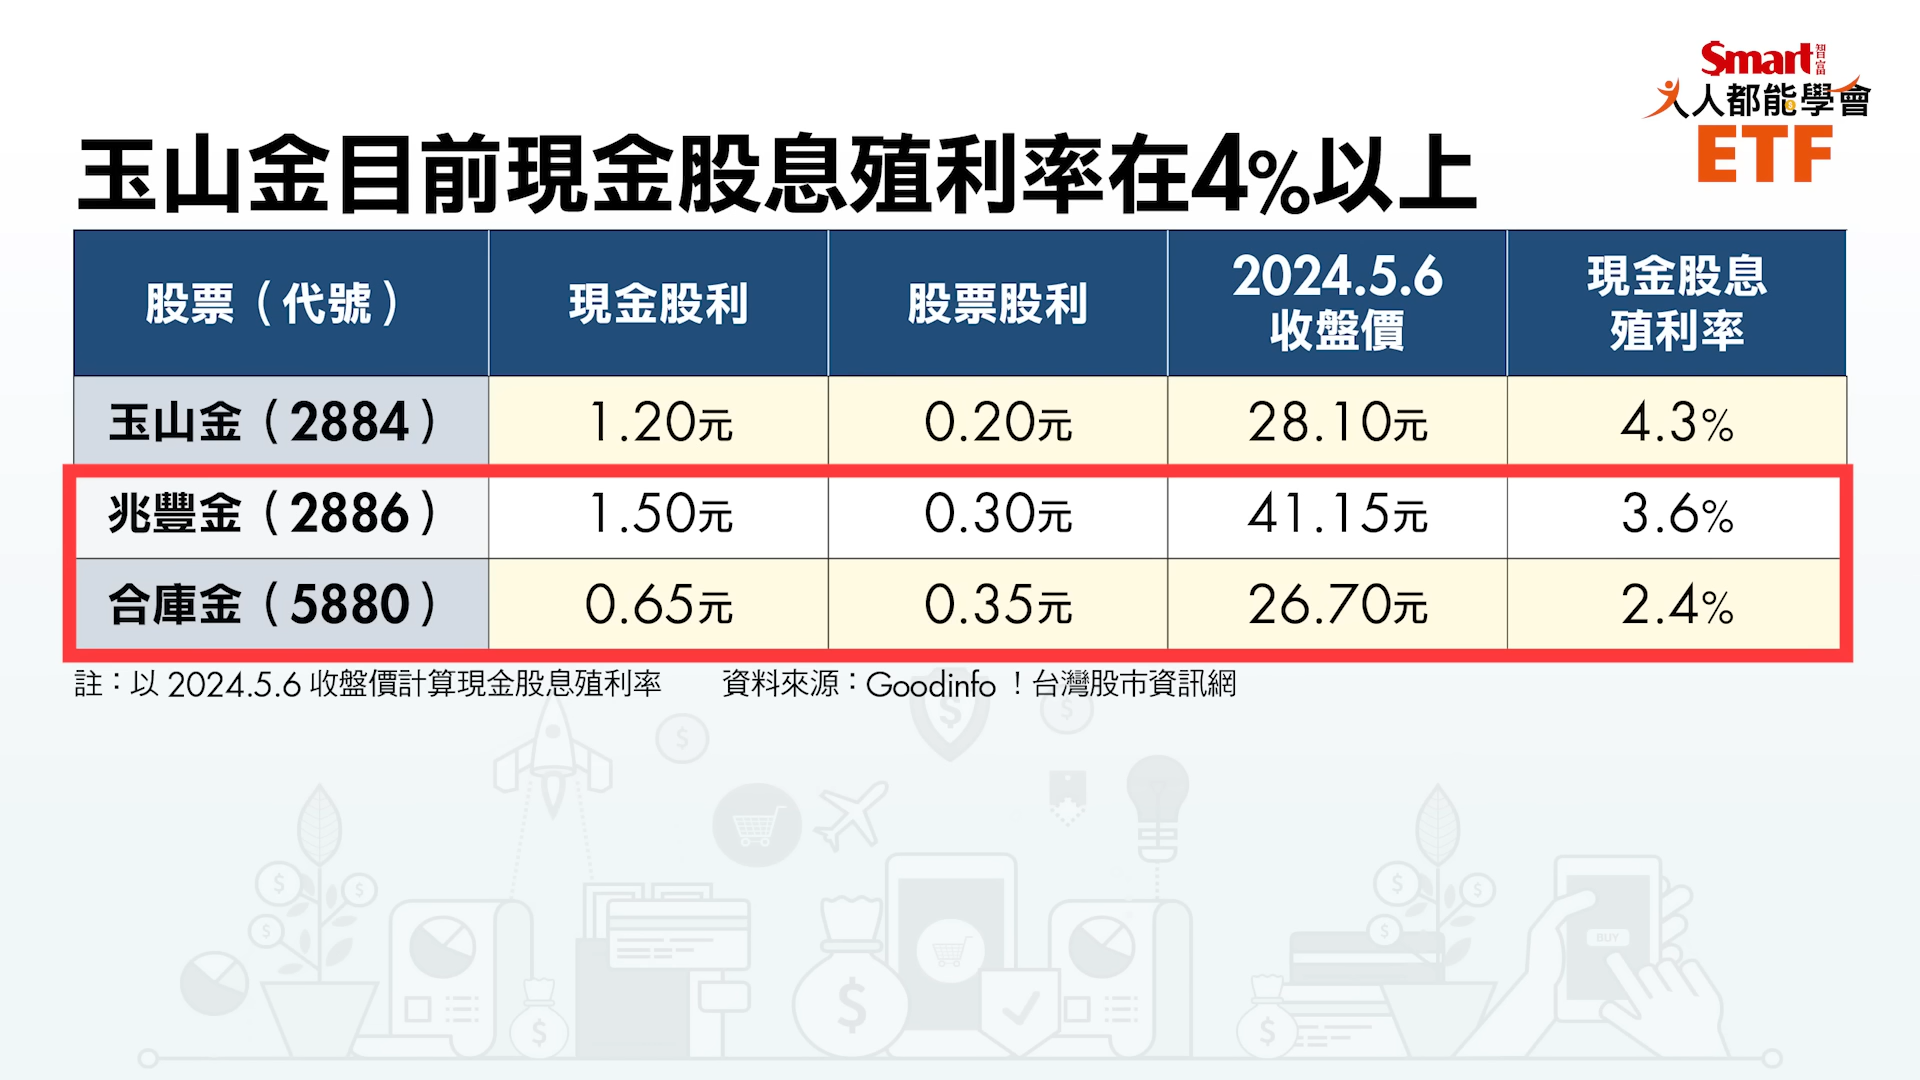 Smart智富
人人都能學會
ETF
玉山金目前現金股息殖利率在4%以上
股票（代號） 現金股利 股票股利 2024.5.6 收盤價 現金股息 殖利率
玉山金（2884） 1.20元 0.20元 28.10元 4.3%
兆豐金（2886） 1.50元 0.30元 41.15元 3.6%
合庫金（5880） 0.65元 0.35元 26.70元 2.4%
註：以 2024.5.6 收盤價計算現金股息殖利率 資料來源：Goodinfo！台灣股市資訊網
BUY